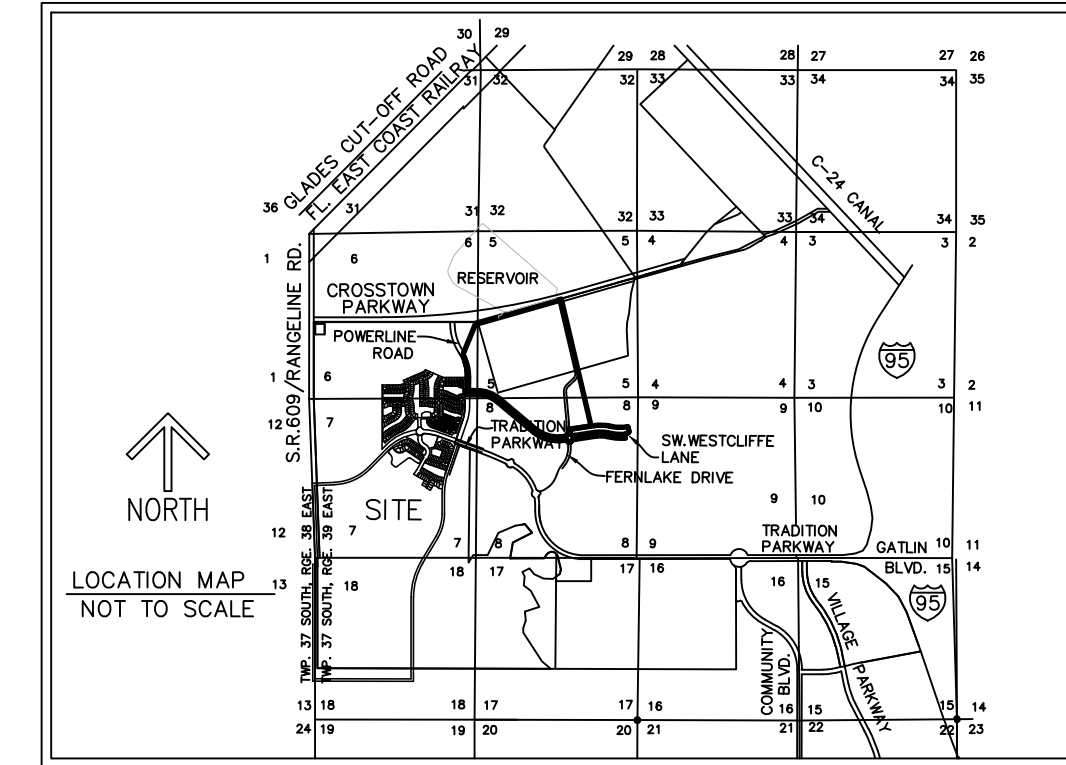 30 29
29 28
28 27
27 26
GLADES CUT-OFF ROAD
FL. EAST COAST RAILRAY
31 32
32 33
33 34
34 35
C-24 CANAL
36
31
31 32
32 33
33 34
34 35
1
6
6 5
5 4
4 3
3 2
RESERVOIR
CROSSTOWN
PARKWAY
S.R.609/RANGELINE RD.
POWERLINE
ROAD
95
1
6
5
5 4
4 3
3 2
12
7
8
8 9
9 10
10 11
TRADITION
PARKWAY
SW.WESTCLIFFE
LANE
FERNLAKE DRIVE
NORTH
SITE
9 10
12
7
7 8
8 9
TRADITION
PARKWAY
GATLIN
BLVD.
10 11
15 14
TWP. 37 SOUTH, RGE. 38 EAST
TWP. 37 SOUTH, RGE. 39 EAST
LOCATION MAP
NOT TO SCALE
13
18
18 17
17 16
16 15
95
VILLAGE PARKWAY
COMMUNITY
BLVD.
13 18
18 17
17 16
16 15
15 14
24 19
19 20
20 21
21 22
22 23